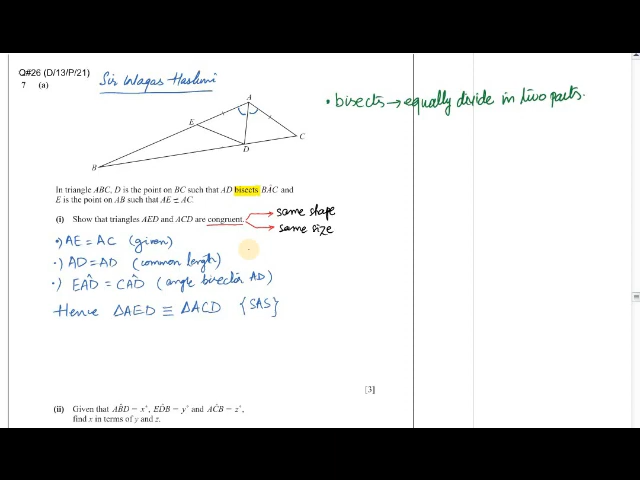 Q#26 (D/13/P/21)
7 (a)
Sir Waqas Hashmi
• bisects → equally divide in two parts.
A
E
D
C
B
In triangle ABC, D is the point on BC such that AD bisects BÂC and
E is the point on AB such that AE = AC.
(i) Show that triangles AED and ACD are congruent.
same shape
same size
•) AE = AC (given)
•) AD = AD (common length)
•) EÂD = CÂD (angle bisector AD)
Hence ΔAED ≡ ΔACD {SAS}
[3]
(ii) Given that AB̂D = x°, ED̂B = y° and AĈB = z°,
find x in terms of y and z.